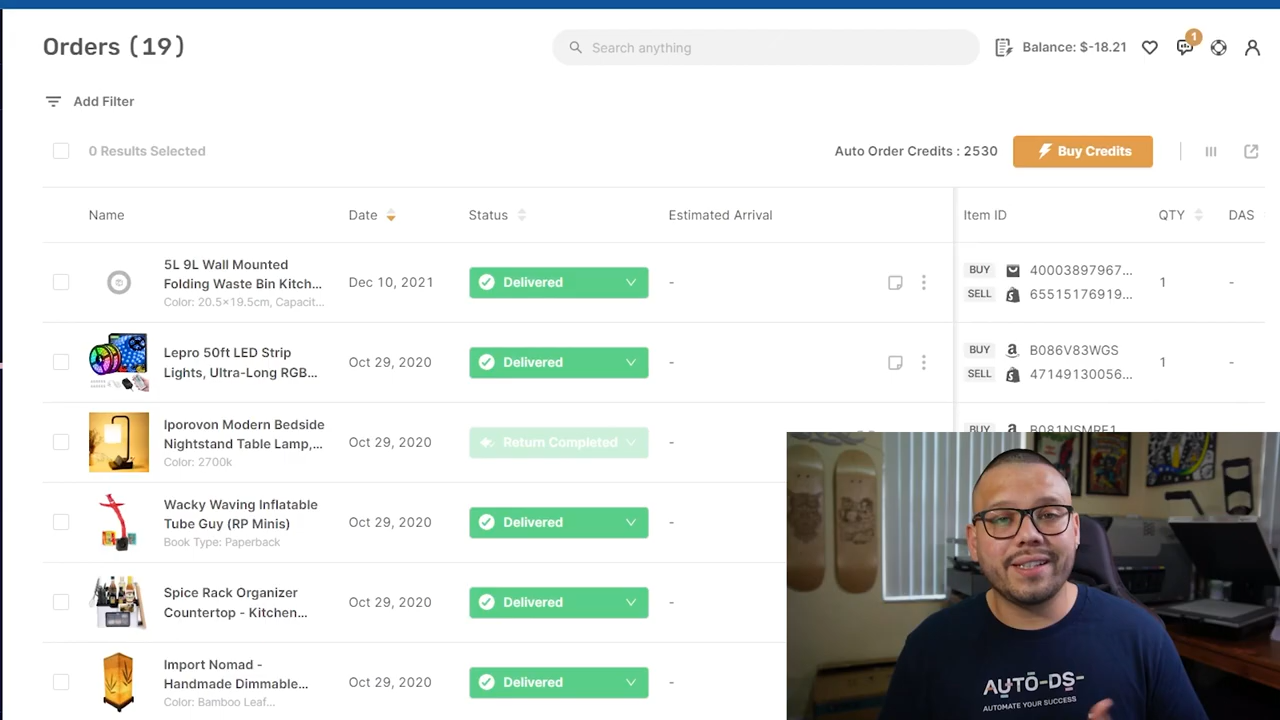 Orders (19)
Search anything
Balance: $-18.21
1
Add Filter
0 Results Selected
Auto Order Credits : 2530
Buy Credits
Name
Date
Status
Estimated Arrival
Item ID
QTY
DAS
5L 9L Wall Mounted
Folding Waste Bin Kitch...
Color: 20.5×19.5cm, Capacit...
Dec 10, 2021
Delivered
-
BUY
40003897967...
SELL
65515176919...
1
-
Lepro 50ft LED Strip
Lights, Ultra-Long RGB...
Oct 29, 2020
Delivered
-
BUY
B086V83WGS
SELL
47149130056...
1
-
Iporovon Modern Bedside
Nightstand Table Lamp,...
Color: 2700k
Oct 29, 2020
Return Completed
-
BUY
B081NSMRF1
Wacky Waving Inflatable
Tube Guy (RP Minis)
Book Type: Paperback
Oct 29, 2020
Delivered
-
Spice Rack Organizer
Countertop - Kitchen...
Oct 29, 2020
Delivered
-
Import Nomad -
Handmade Dimmable...
Color: Bamboo Leaf...
Oct 29, 2020
Delivered
-
AUTO-DS-
AUTOMATE YOUR SUCCESS